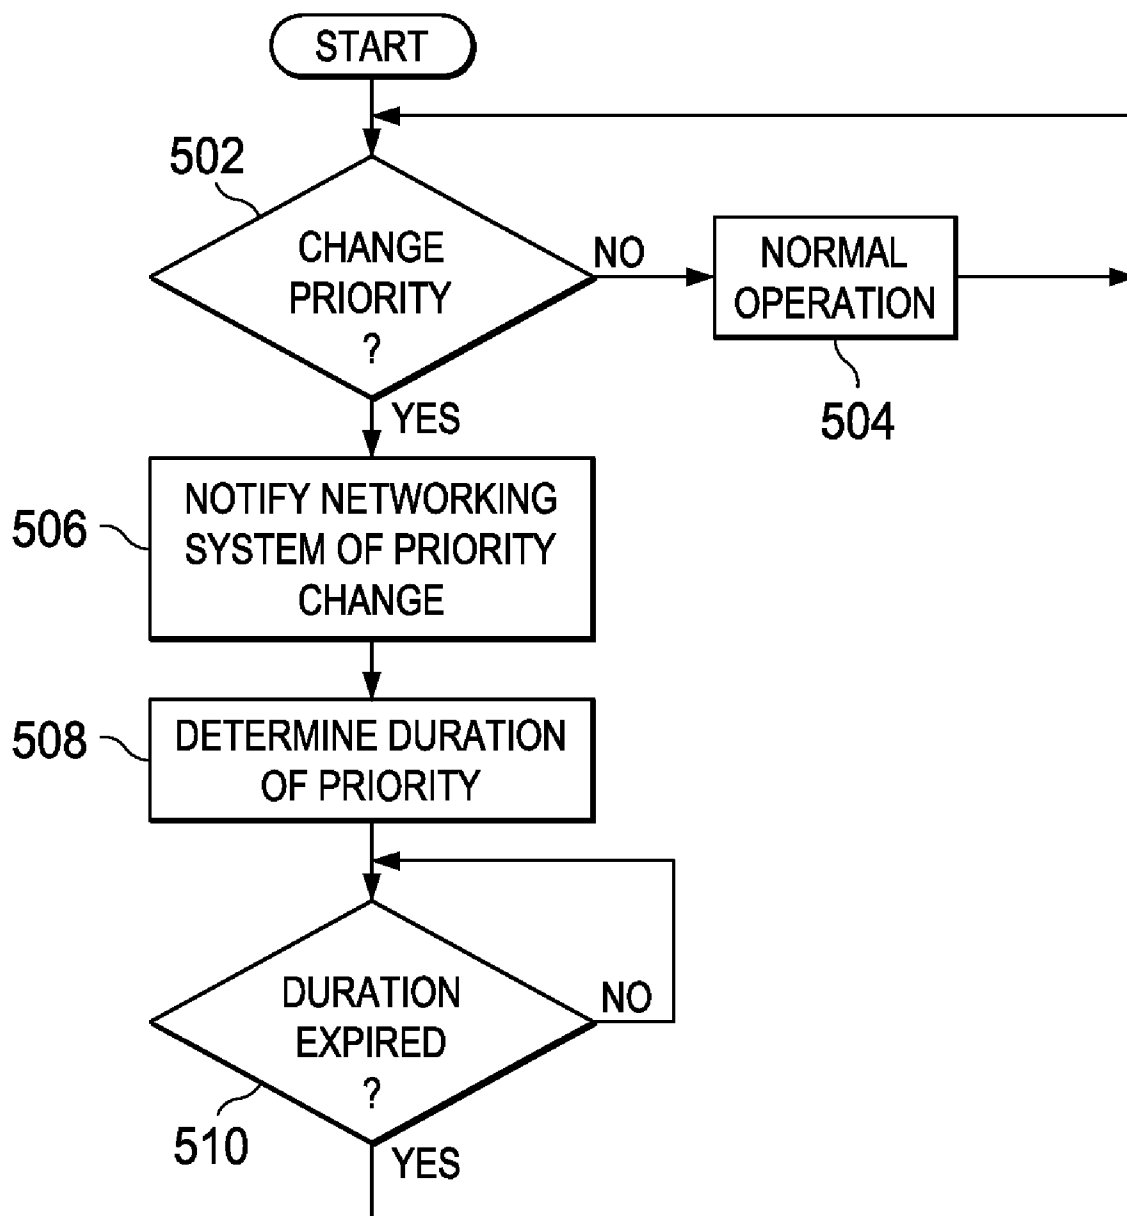 START
502
CHANGE
PRIORITY
?
NO
NORMAL
OPERATION
504
YES
506
NOTIFY NETWORKING
SYSTEM OF PRIORITY
CHANGE
508
DETERMINE DURATION
OF PRIORITY
DURATION
EXPIRED
?
NO
510
YES